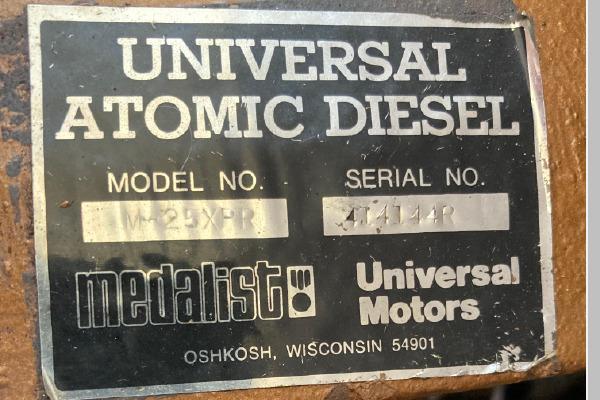 UNIVERSAL
ATOMIC DIESEL
MODEL NO. SERIAL NO.
M-25XPR 414144R
medalist Universal
Motors
OSHKOSH, WISCONSIN 54901